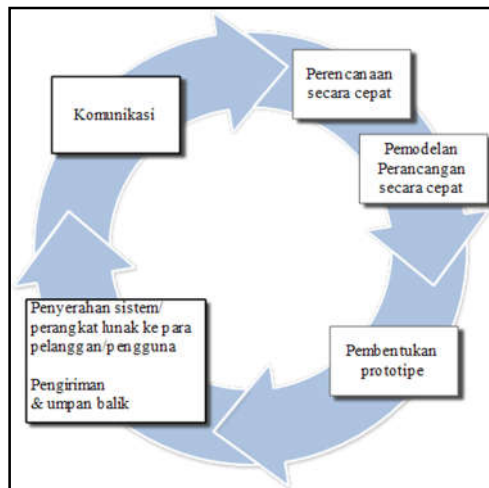 Komunikasi
Perencanaan
secara cepat
Pemodelan
Perancangan
secara cepat
Pembentukan
prototipe
Penyerahan sistem/
perangkat lunak ke para
pelanggan/pengguna
Pengiriman
& umpan balik